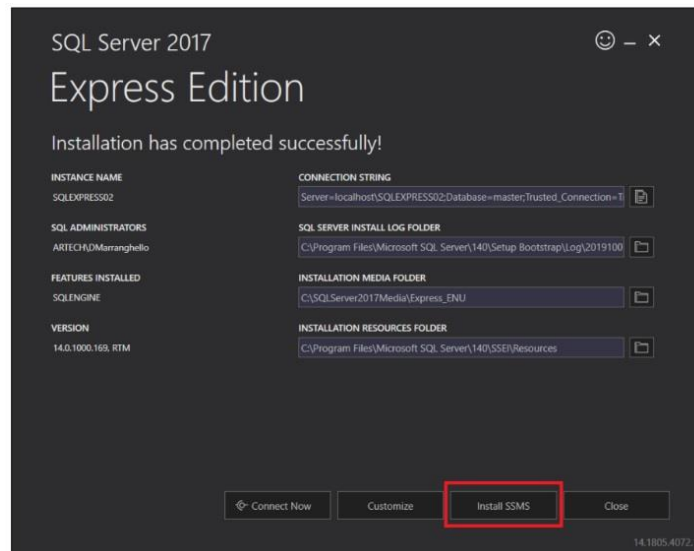 SQL Server 2017
Express Edition
Installation has completed successfully!
INSTANCE NAME
SQLEXPRESS02
CONNECTION STRING
Server=localhost\SQLEXPRESS02;Database=master;Trusted_Connection=T
SQL ADMINISTRATORS
ARTECH\DMarranghello
SQL SERVER INSTALL LOG FOLDER
C:\Program Files\Microsoft SQL Server\140\Setup Bootstrap\Log\2019100
FEATURES INSTALLED
SQLENGINE
INSTALLATION MEDIA FOLDER
C:\SQLServer2017Media\Express_ENU
VERSION
14.0.1000.169, RTM
INSTALLATION RESOURCES FOLDER
C:\Program Files\Microsoft SQL Server\140\SSEI\Resources
Connect Now
Customize
Install SSMS
Close
14.1805.4072.